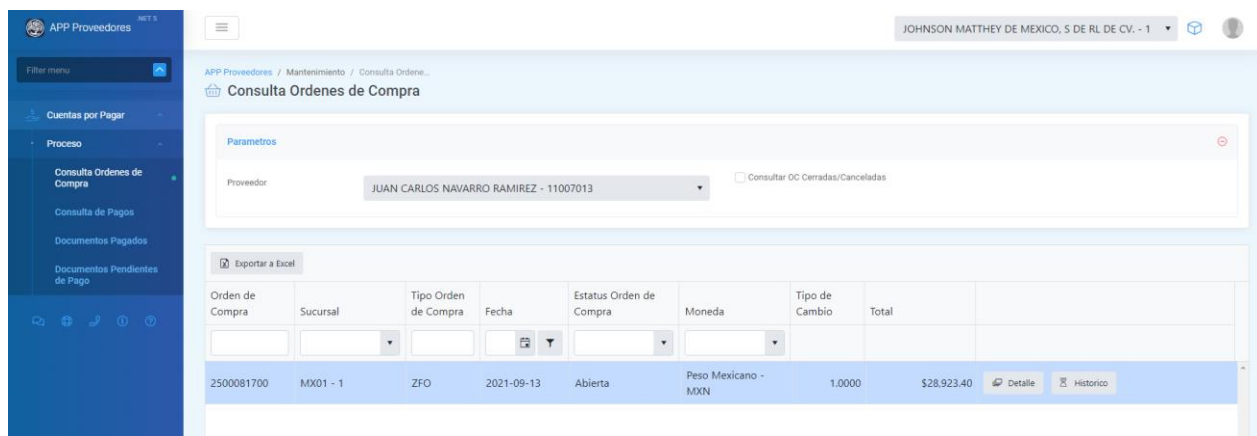 APP Proveedores .NET 5
JOHNSON MATTHEY DE MEXICO, S DE RL DE CV. - 1
Filter menu
Cuentas por Pagar
Proceso
Consulta Ordenes de
Compra
Consulta de Pagos
Documentos Pagados
Documentos Pendientes
de Pago
APP Proveedores / Mantenimiento / Consulta Ordene...
Consulta Ordenes de Compra
Parametros
Proveedor
JUAN CARLOS NAVARRO RAMIREZ - 11007013
Consultar OC Cerradas/Canceladas
Exportar a Excel
Orden de
Compra
Sucursal
Tipo Orden
de Compra
Fecha
Estatus Orden de
Compra
Moneda
Tipo de
Cambio
Total
2500081700
MX01 - 1
ZFO
2021-09-13
Abierta
Peso Mexicano -
MXN
1.0000
$28,923.40
Detalle
Historico